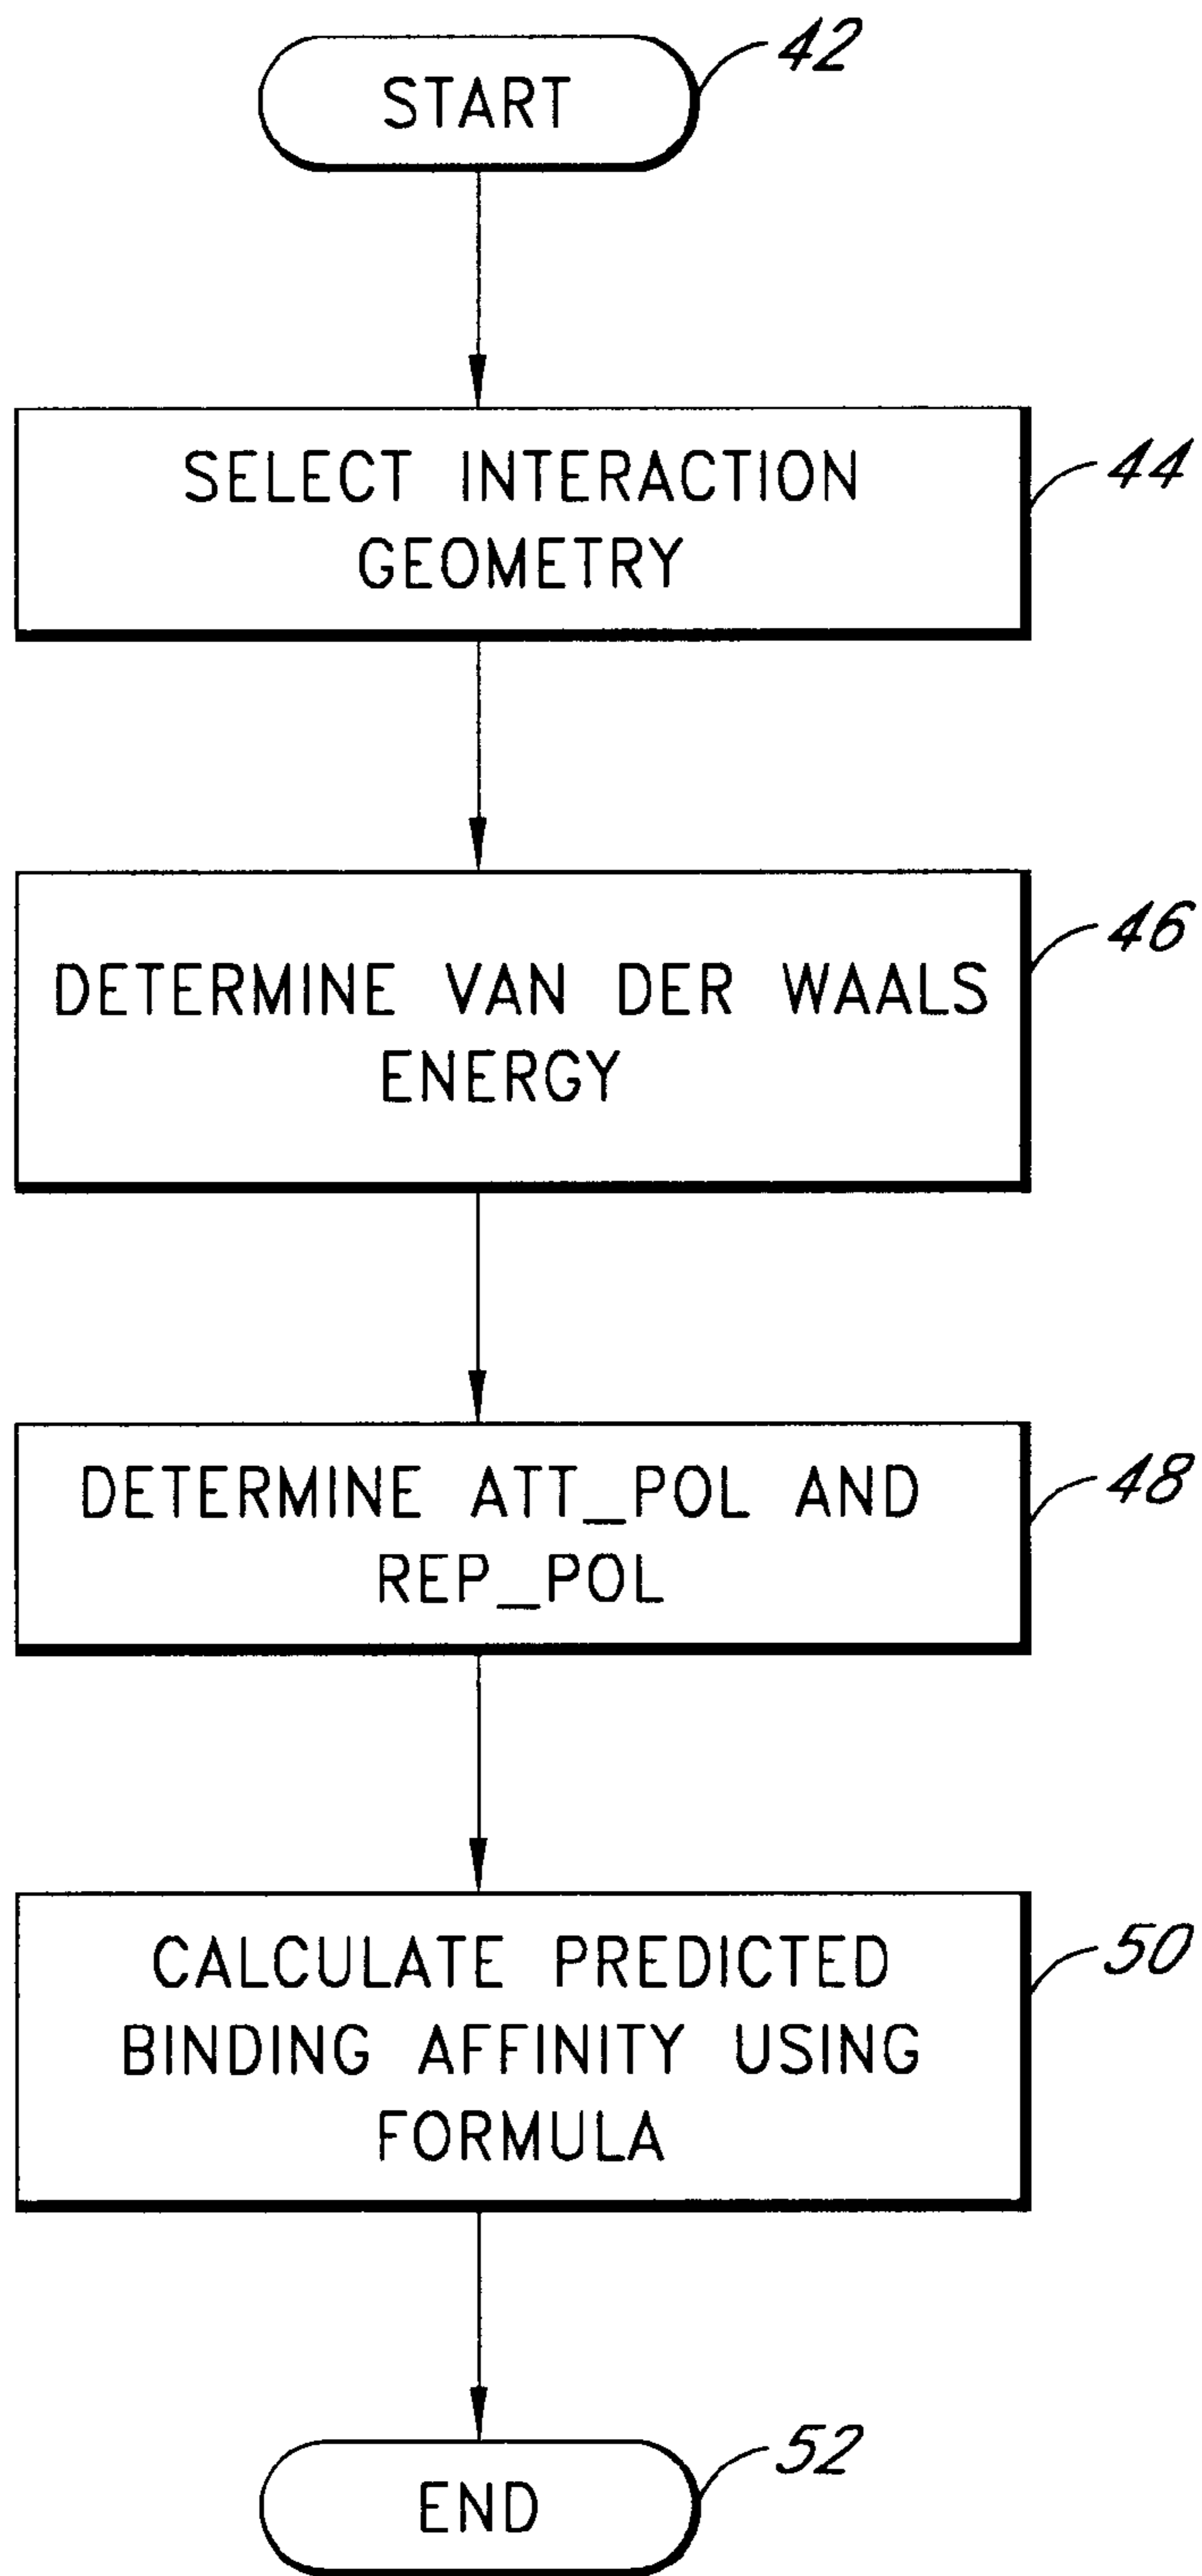 START
42
SELECT INTERACTION
GEOMETRY
44
DETERMINE VAN DER WAALS
ENERGY
46
DETERMINE ATT_POL AND
REP_POL
48
CALCULATE PREDICTED
BINDING AFFINITY USING
FORMULA
50
END
52